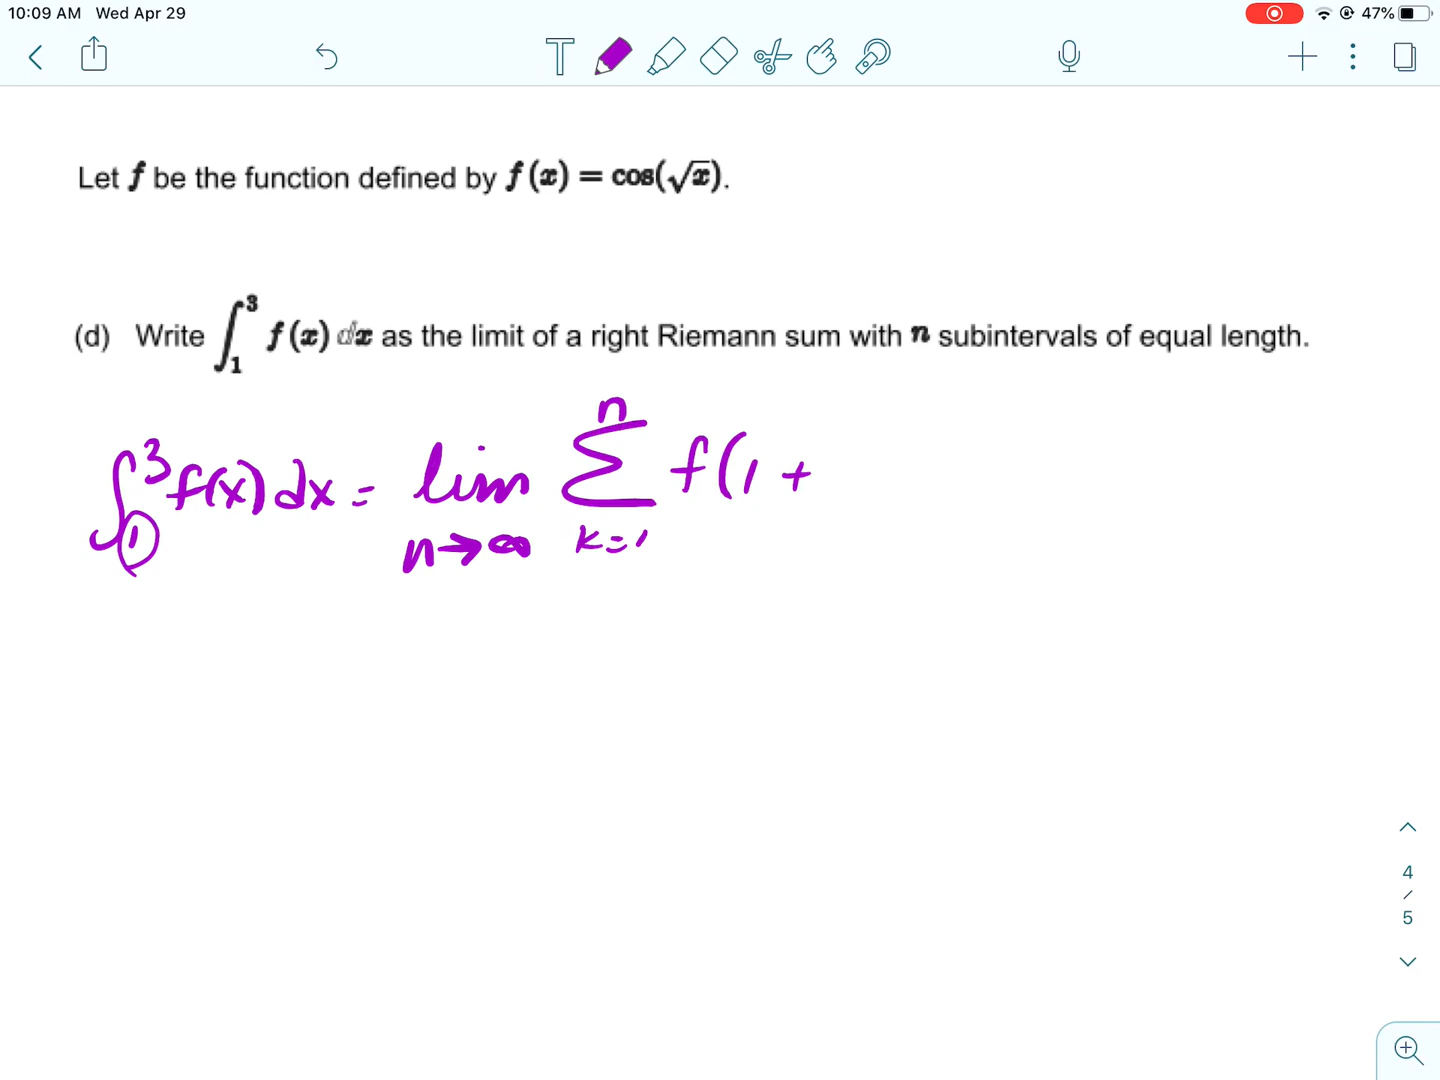 10:09 AM Wed Apr 29 47%
T
Let f be the function defined by f(x) = cos(√x).
(d) Write ∫₁³ f(x) dx as the limit of a right Riemann sum with n subintervals of equal length.
∫₁³ f(x) dx = lim n→∞ ∑ k=1 n f(1 +
4
/
5